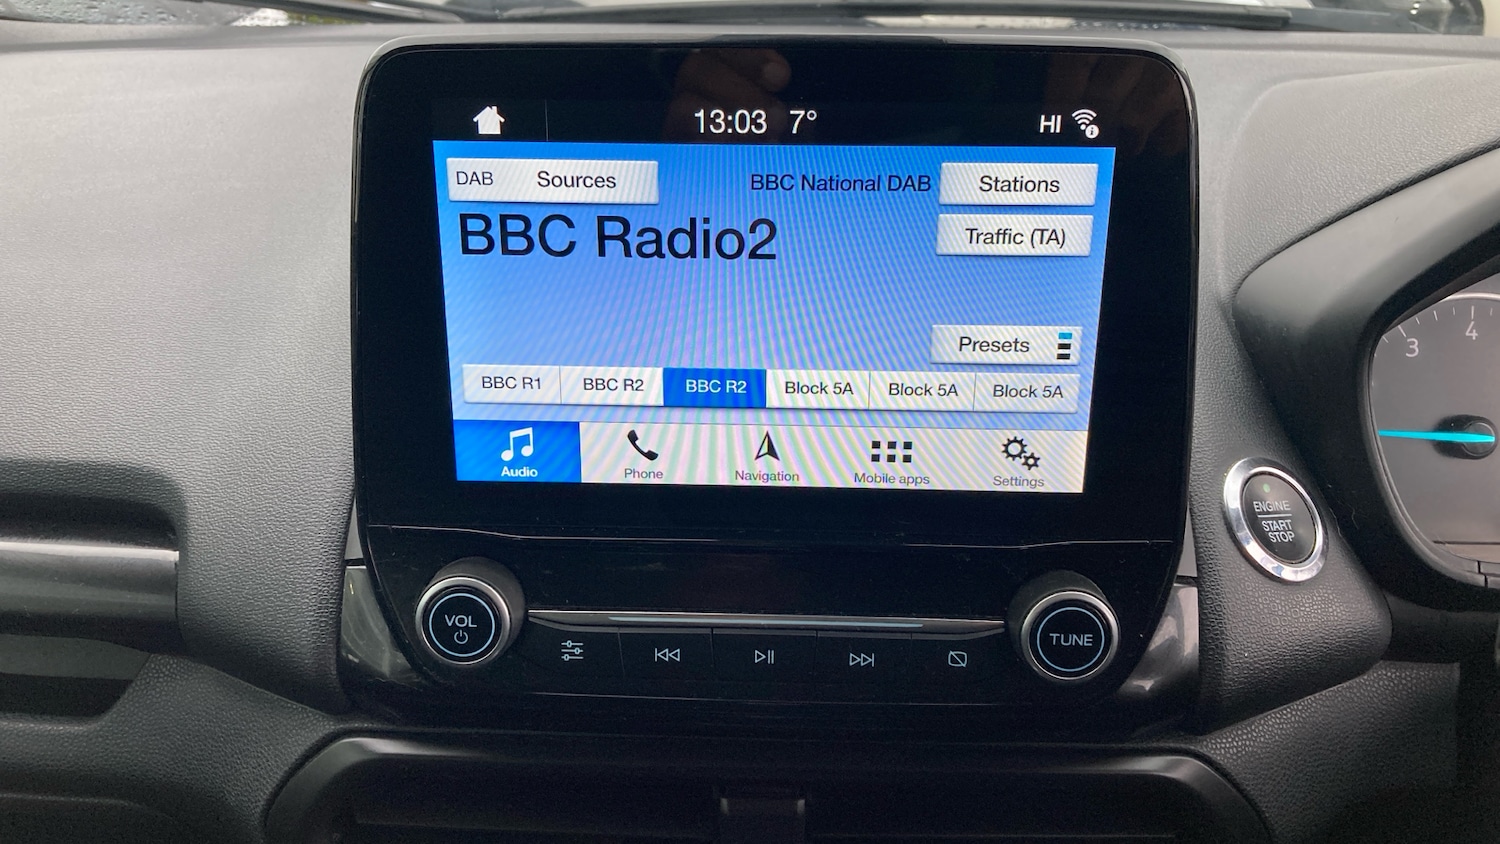 13:03 7° HI
DAB Sources BBC National DAB Stations
BBC Radio2
Traffic (TA)
Presets
BBC R1 BBC R2 BBC R2 Block 5A Block 5A Block 5A
Audio Phone Navigation Mobile apps Settings
VOL
TUNE
ENGINE
START
STOP
3 4